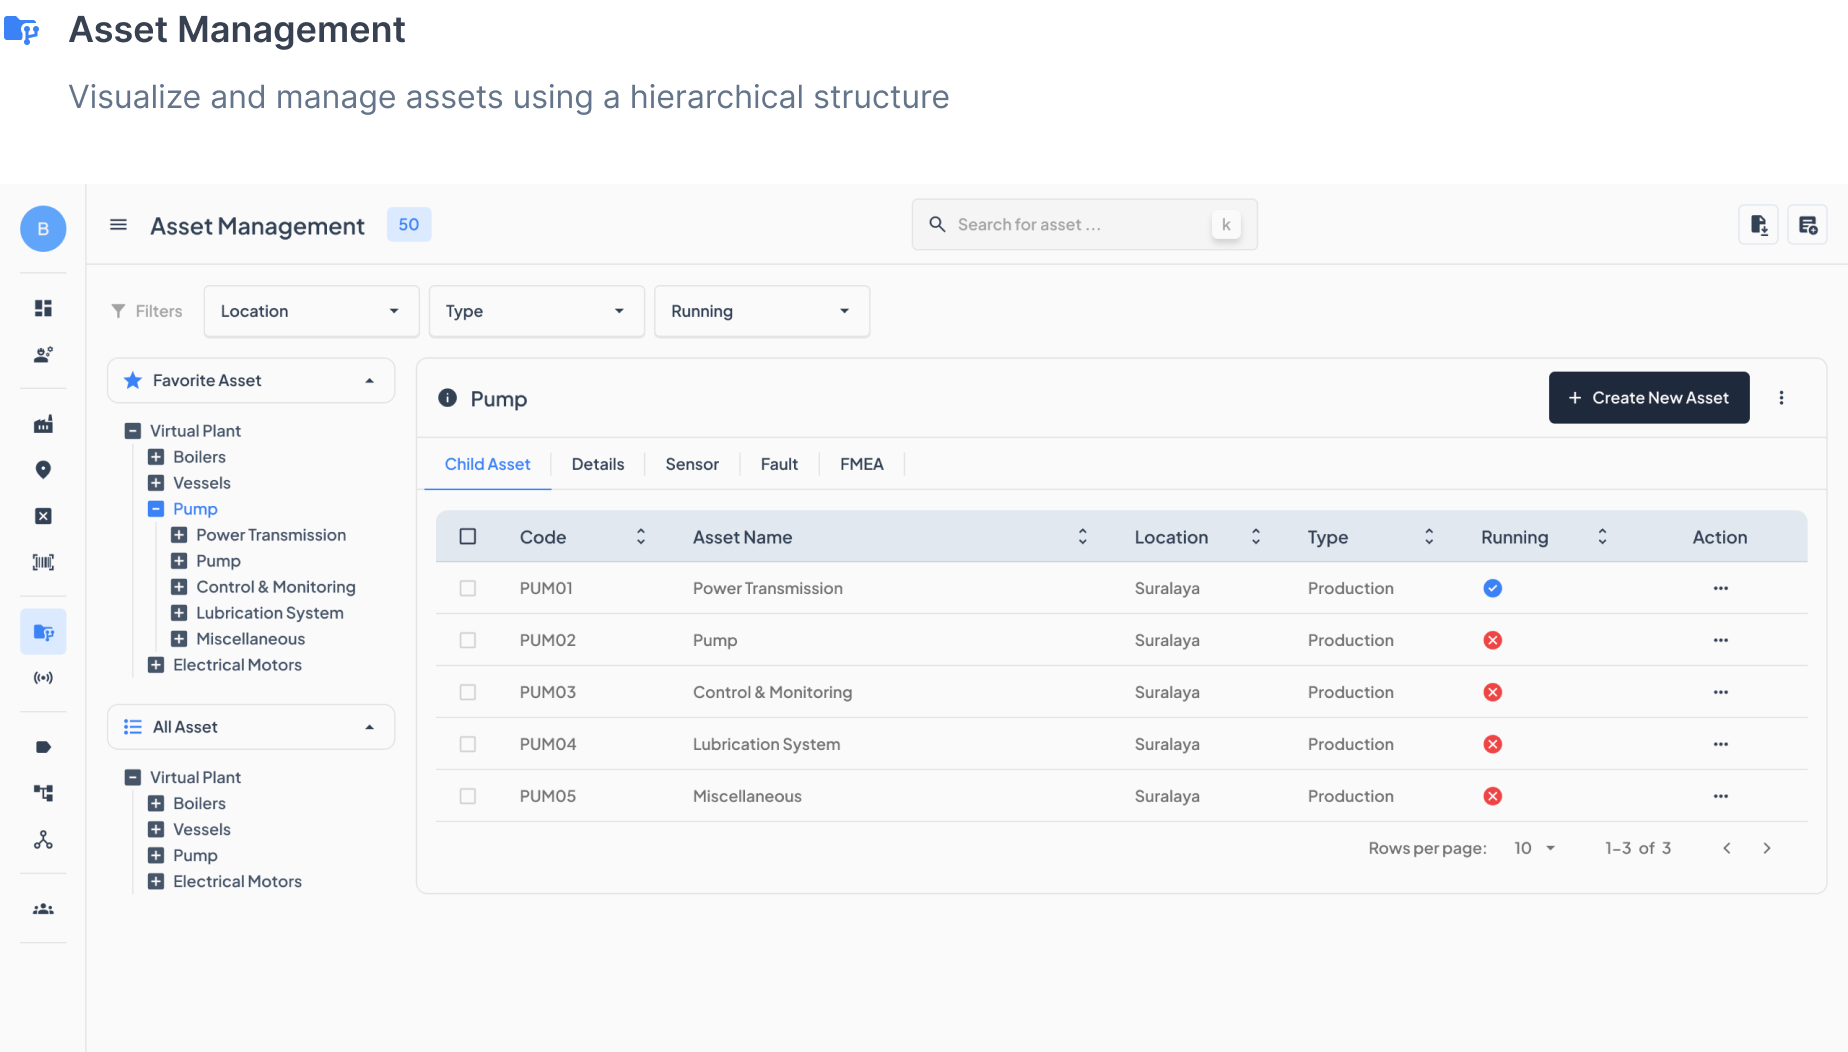 Asset Management
Visualize and manage assets using a hierarchical structure
B
Asset Management 50
Search for asset ... k
Filters Location Type Running
Favorite Asset
Virtual Plant
Boilers
Vessels
Pump
Power Transmission
Pump
Control & Monitoring
Lubrication System
Miscellaneous
Electrical Motors
All Asset
Virtual Plant
Boilers
Vessels
Pump
Electrical Motors
Pump + Create New Asset
Child Asset Details Sensor Fault FMEA
Code Asset Name Location Type Running Action
PUM01 Power Transmission Suralaya Production
PUM02 Pump Suralaya Production
PUM03 Control & Monitoring Suralaya Production
PUM04 Lubrication System Suralaya Production
PUM05 Miscellaneous Suralaya Production
Rows per page: 10 1–3 of 3